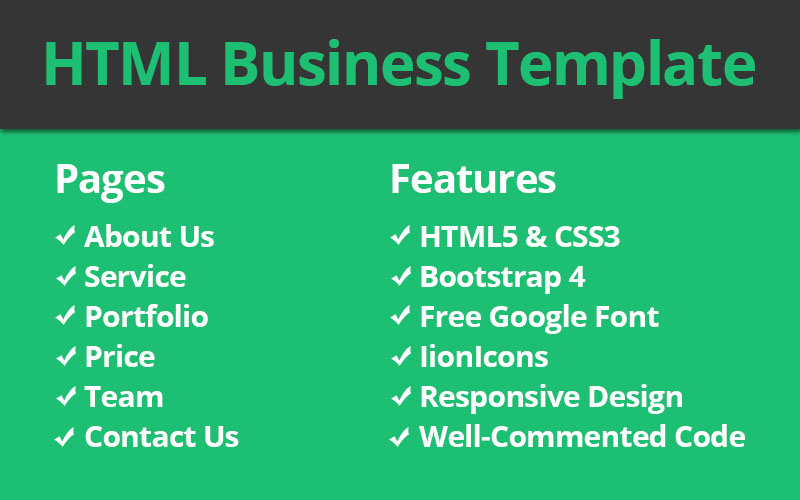 HTML Business Template
Pages
About Us
Service
Portfolio
Price
Team
Contact Us
Features
HTML5 & CSS3
Bootstrap 4
Free Google Font
IionIcons
Responsive Design
Well-Commented Code